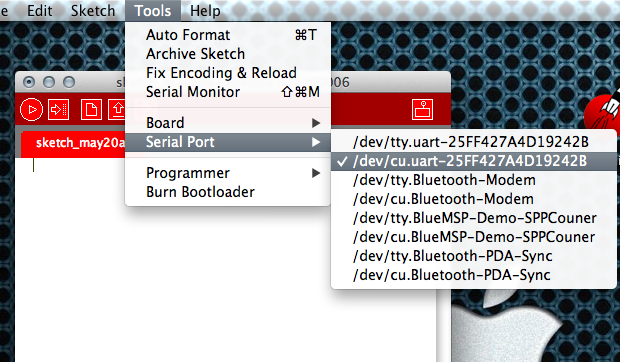 e Edit Sketch Tools Help
Auto Format ⌘T
Archive Sketch
Fix Encoding & Reload
Serial Monitor ⇧⌘M
Board
Serial Port
Programmer
Burn Bootloader
/dev/tty.uart-25FF427A4D19242B
✓ /dev/cu.uart-25FF427A4D19242B
/dev/tty.Bluetooth-Modem
/dev/cu.Bluetooth-Modem
/dev/tty.BlueMSP-Demo-SPPCouner
/dev/cu.BlueMSP-Demo-SPPCouner
/dev/tty.Bluetooth-PDA-Sync
/dev/cu.Bluetooth-PDA-Sync
sk 006
sketch_may20a